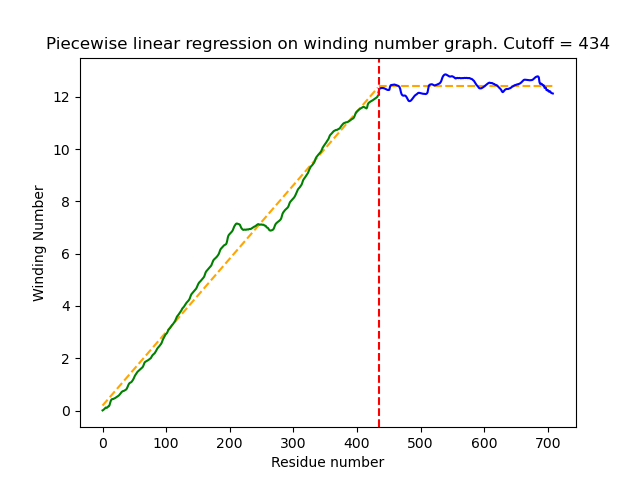 Piecewise linear regression on winding number graph. Cutoff = 434
Winding Number
12
10
8
6
4
2
0
0 100 200 300 400 500 600 700
Residue number